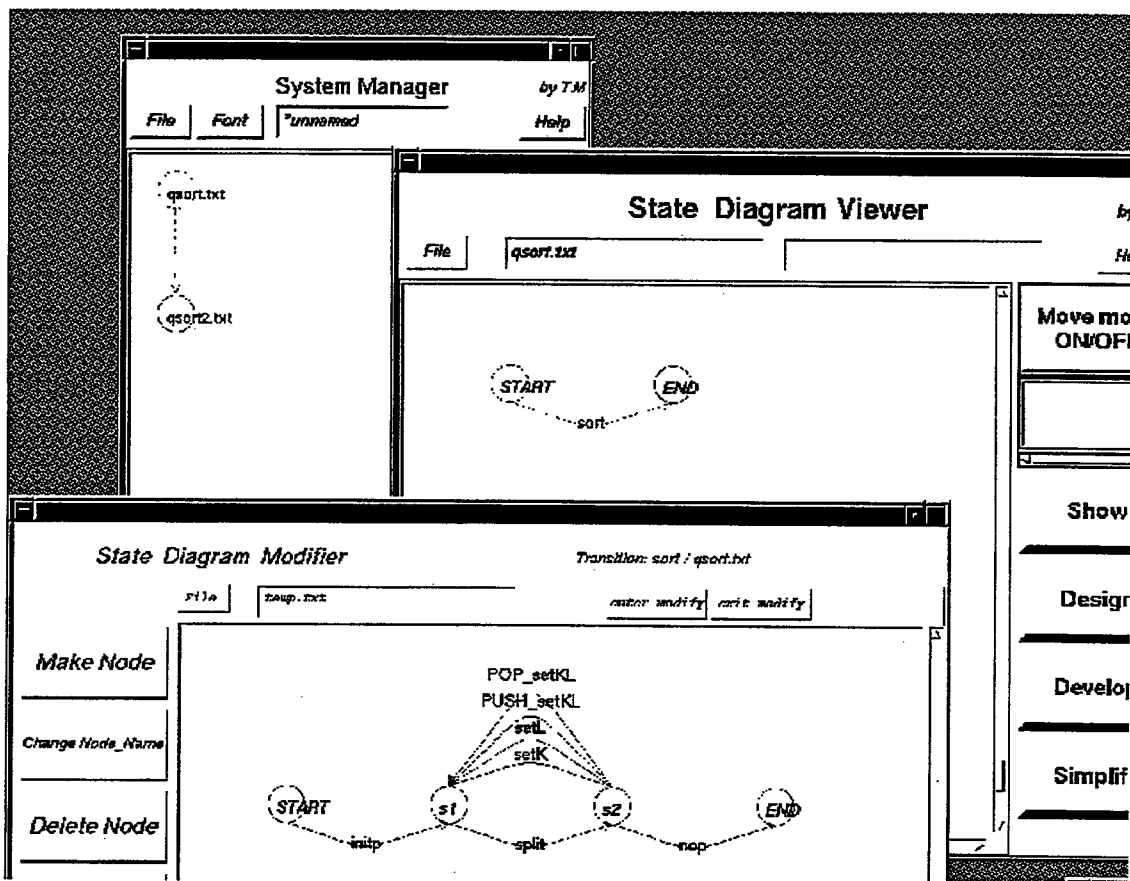 System Manager
by T.M
File
Font
*unnamed
Help
qsort.txt
qsort2.txt
State Diagram Viewer
by
File
qsort.txt
He
Move mo
ON/OFF
START
END
sort
Show
Design
Develop
Simplif
State Diagram Modifier
Transition: sort / qsort.txt
File
temp.txt
enter modify
exit modify
Make Node
Change Node_Name
Delete Node
POP_setKL
PUSH_setKL
setL
setK
START
s1
s2
END
initp
split
nop